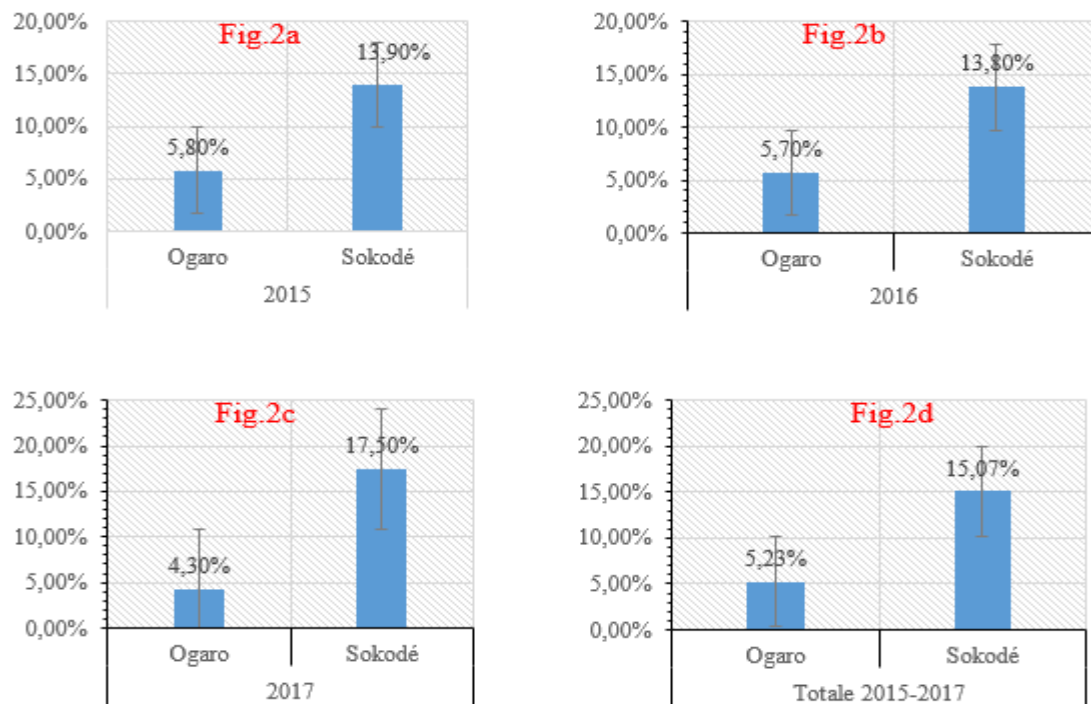 Fig.2a
20,00%
15,00%
10,00%
5,00%
0,00%
5,80%
13,90%
Ogaro
Sokodé
2015
Fig.2b
20,00%
15,00%
10,00%
5,00%
0,00%
5,70%
13,80%
Ogaro
Sokodé
2016
Fig.2c
25,00%
20,00%
15,00%
10,00%
5,00%
0,00%
4,30%
17,50%
Ogaro
Sokodé
2017
Fig.2d
25,00%
20,00%
15,00%
10,00%
5,00%
0,00%
5,23%
15,07%
Ogaro
Sokodé
Totale 2015-2017